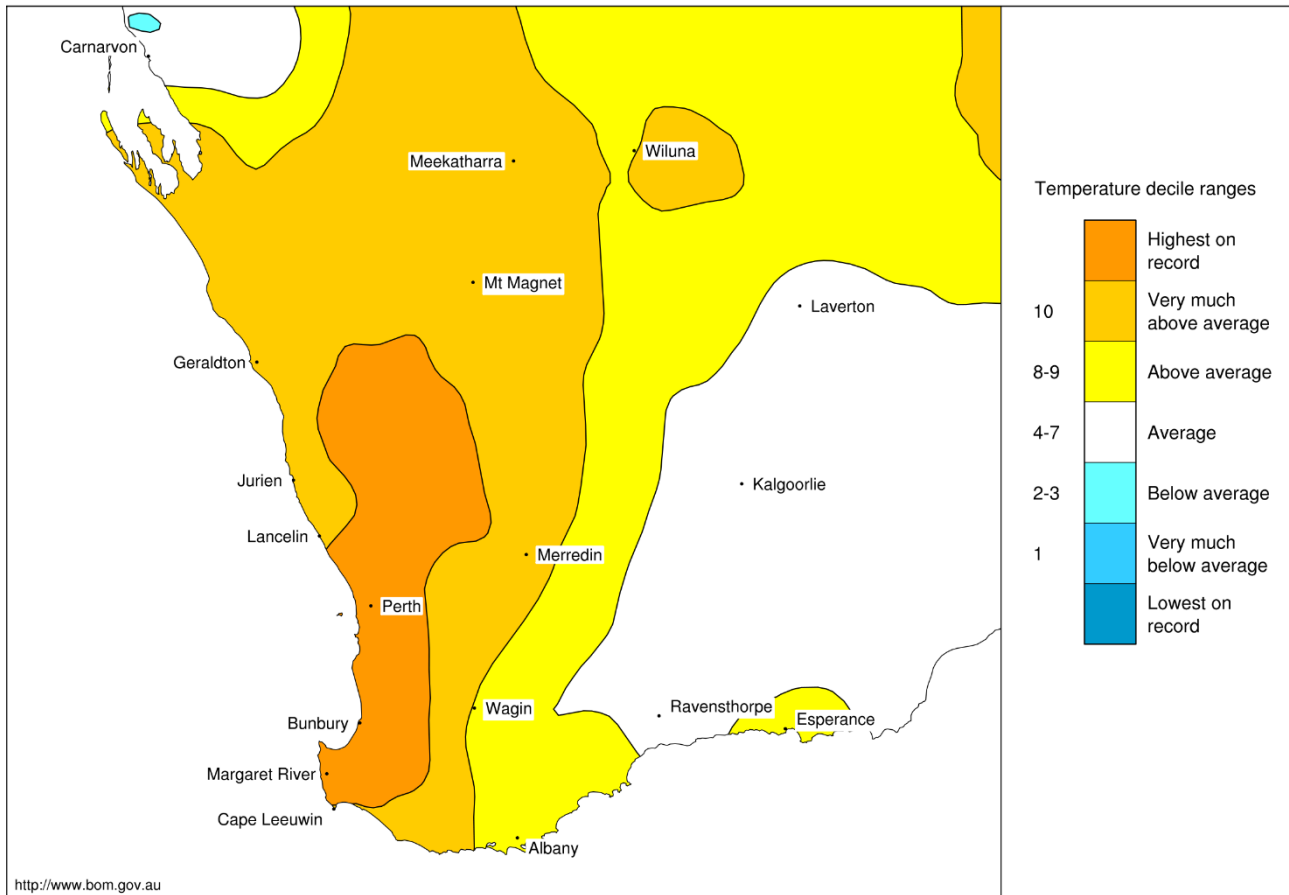 Carnarvon
Meekatharra
Wiluna
Mt Magnet
Laverton
Geraldton
Jurien
Kalgoorlie
Lancelin
Merredin
Perth
Wagin
Ravensthorpe
Bunbury
Esperance
Margaret River
Cape Leeuwin
Albany
http://www.bom.gov.au
Temperature decile ranges
Highest on
record
10
Very much
above average
8-9
Above average
4-7
Average
2-3
Below average
1
Very much
below average
Lowest on
record